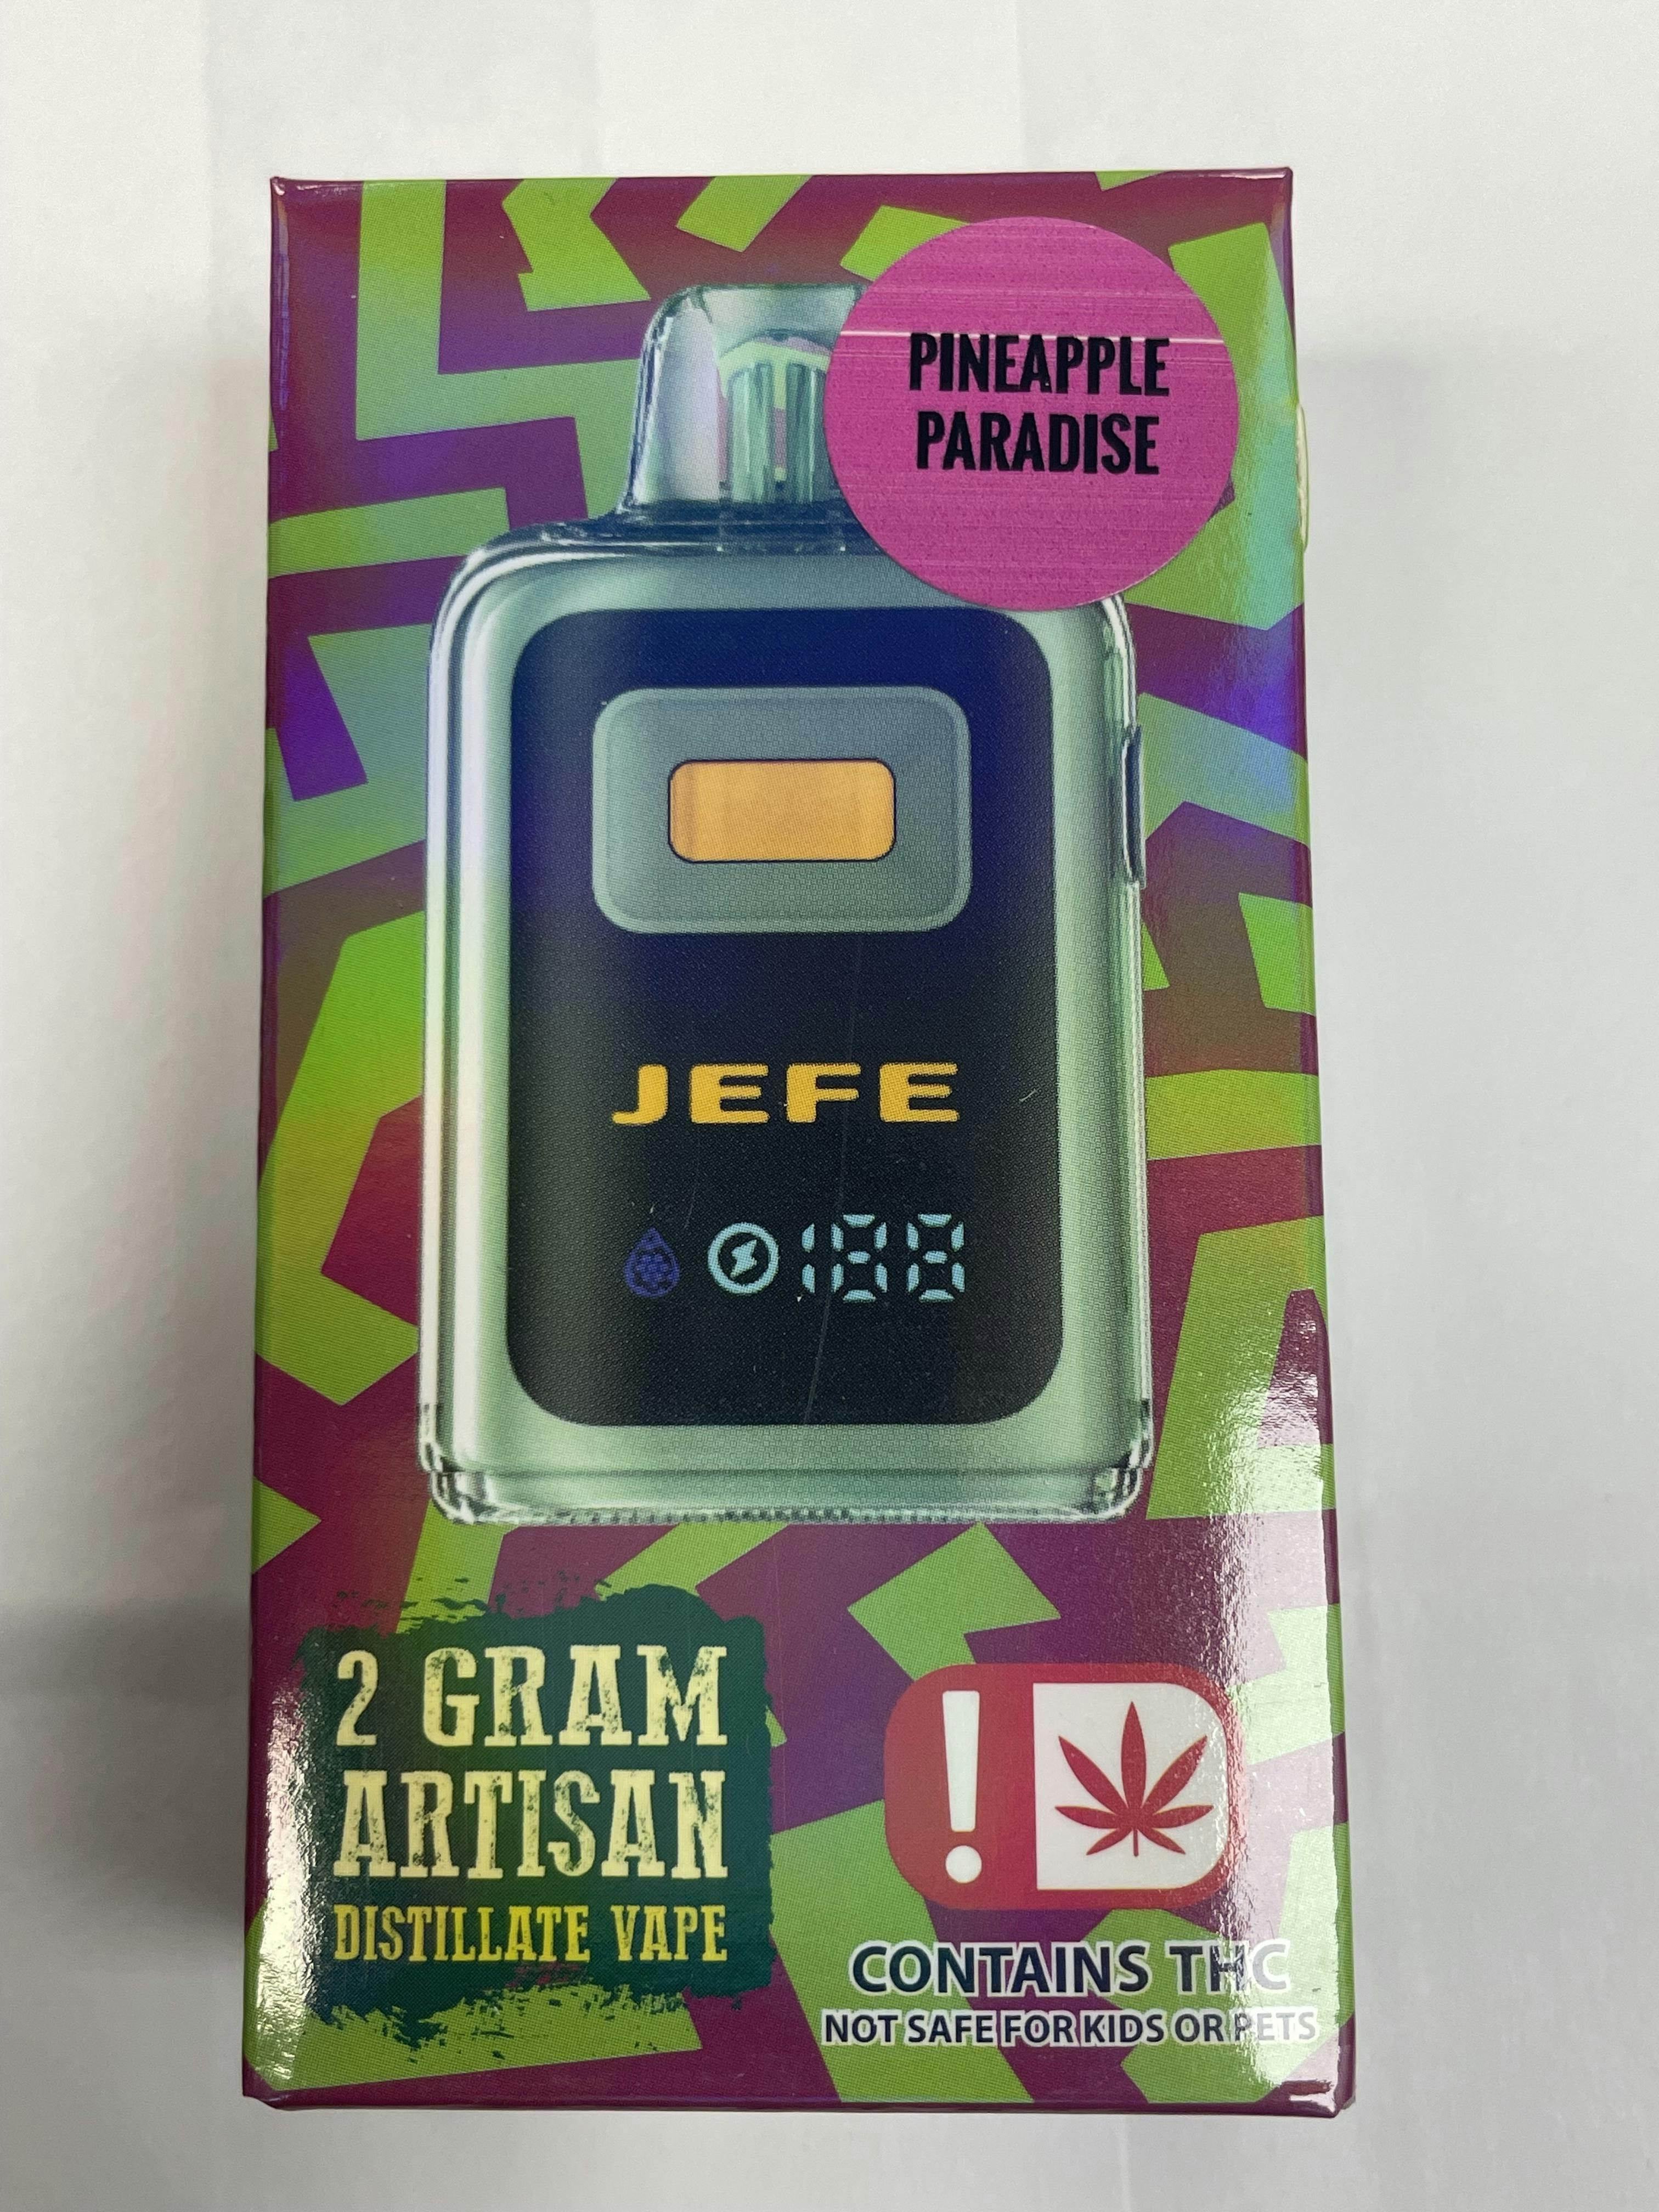 PINEAPPLE
PARADISE
JEFE
188
2 GRAM
ARTISAN
DISTILLATE VAPE
!
CONTAINS THC
NOT SAFE FOR KIDS OR PETS